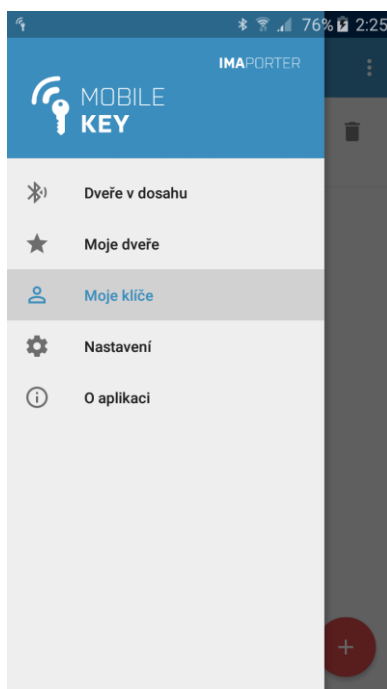 76% 2:25
IMAPORTER
MOBILE
KEY
Dveře v dosahu
Moje dveře
Moje klíče
Nastavení
O aplikaci